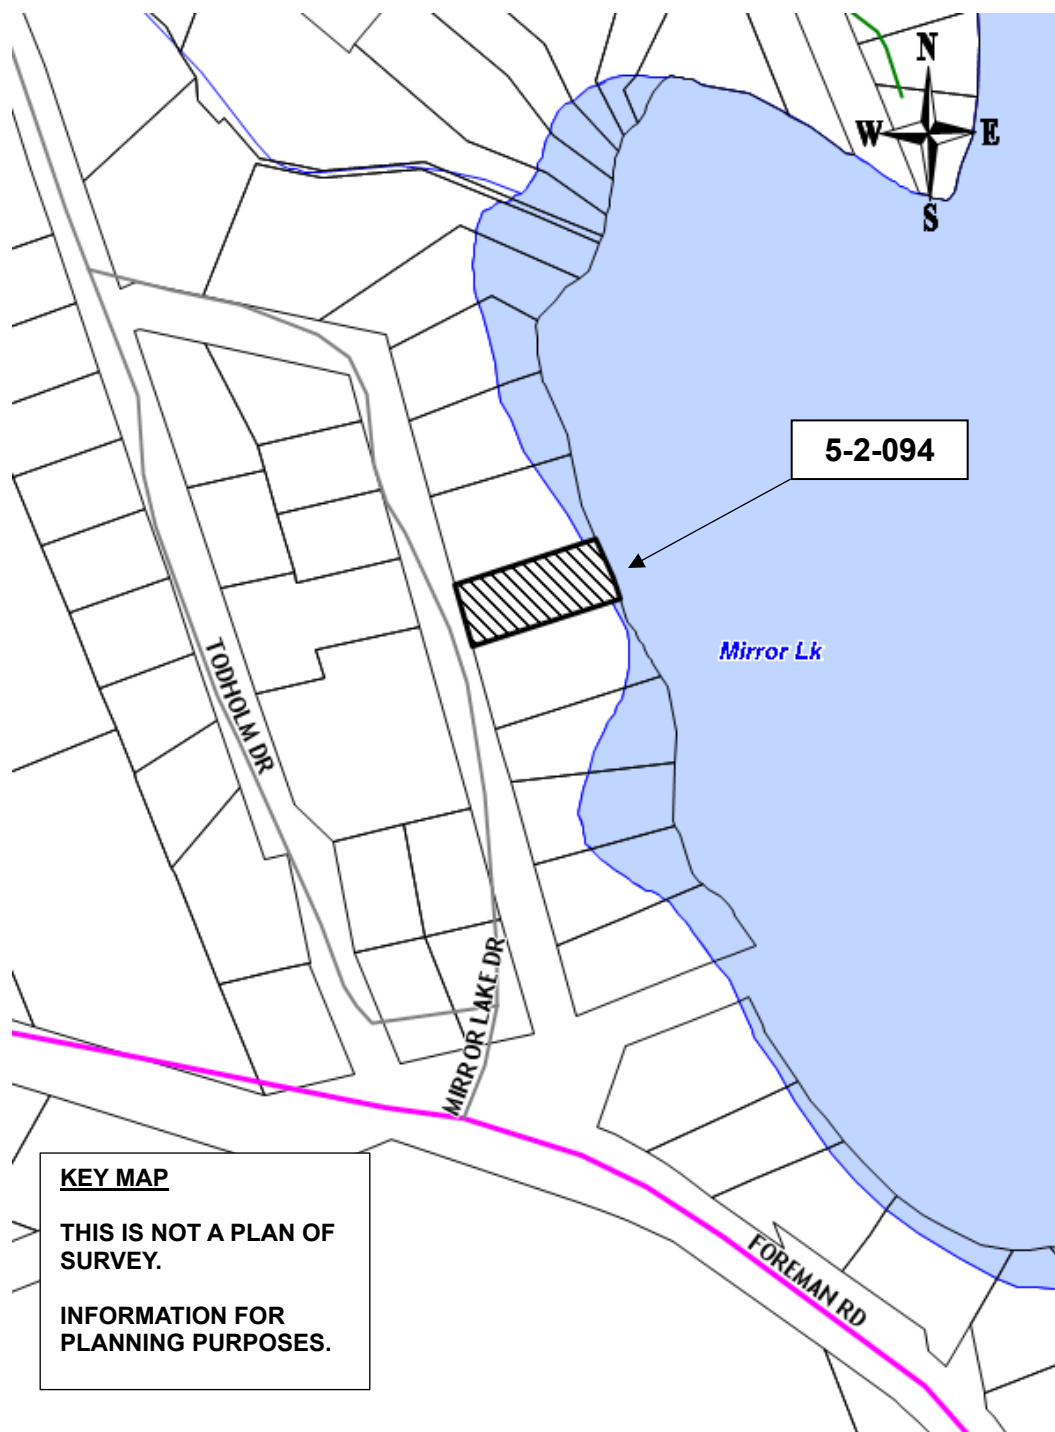 N
W E
S
5-2-094
Mirror Lk
TODHOLM DR
MIRROR LAKE DR
FOREMAN RD
KEY MAP
THIS IS NOT A PLAN OF
SURVEY.
INFORMATION FOR
PLANNING PURPOSES.